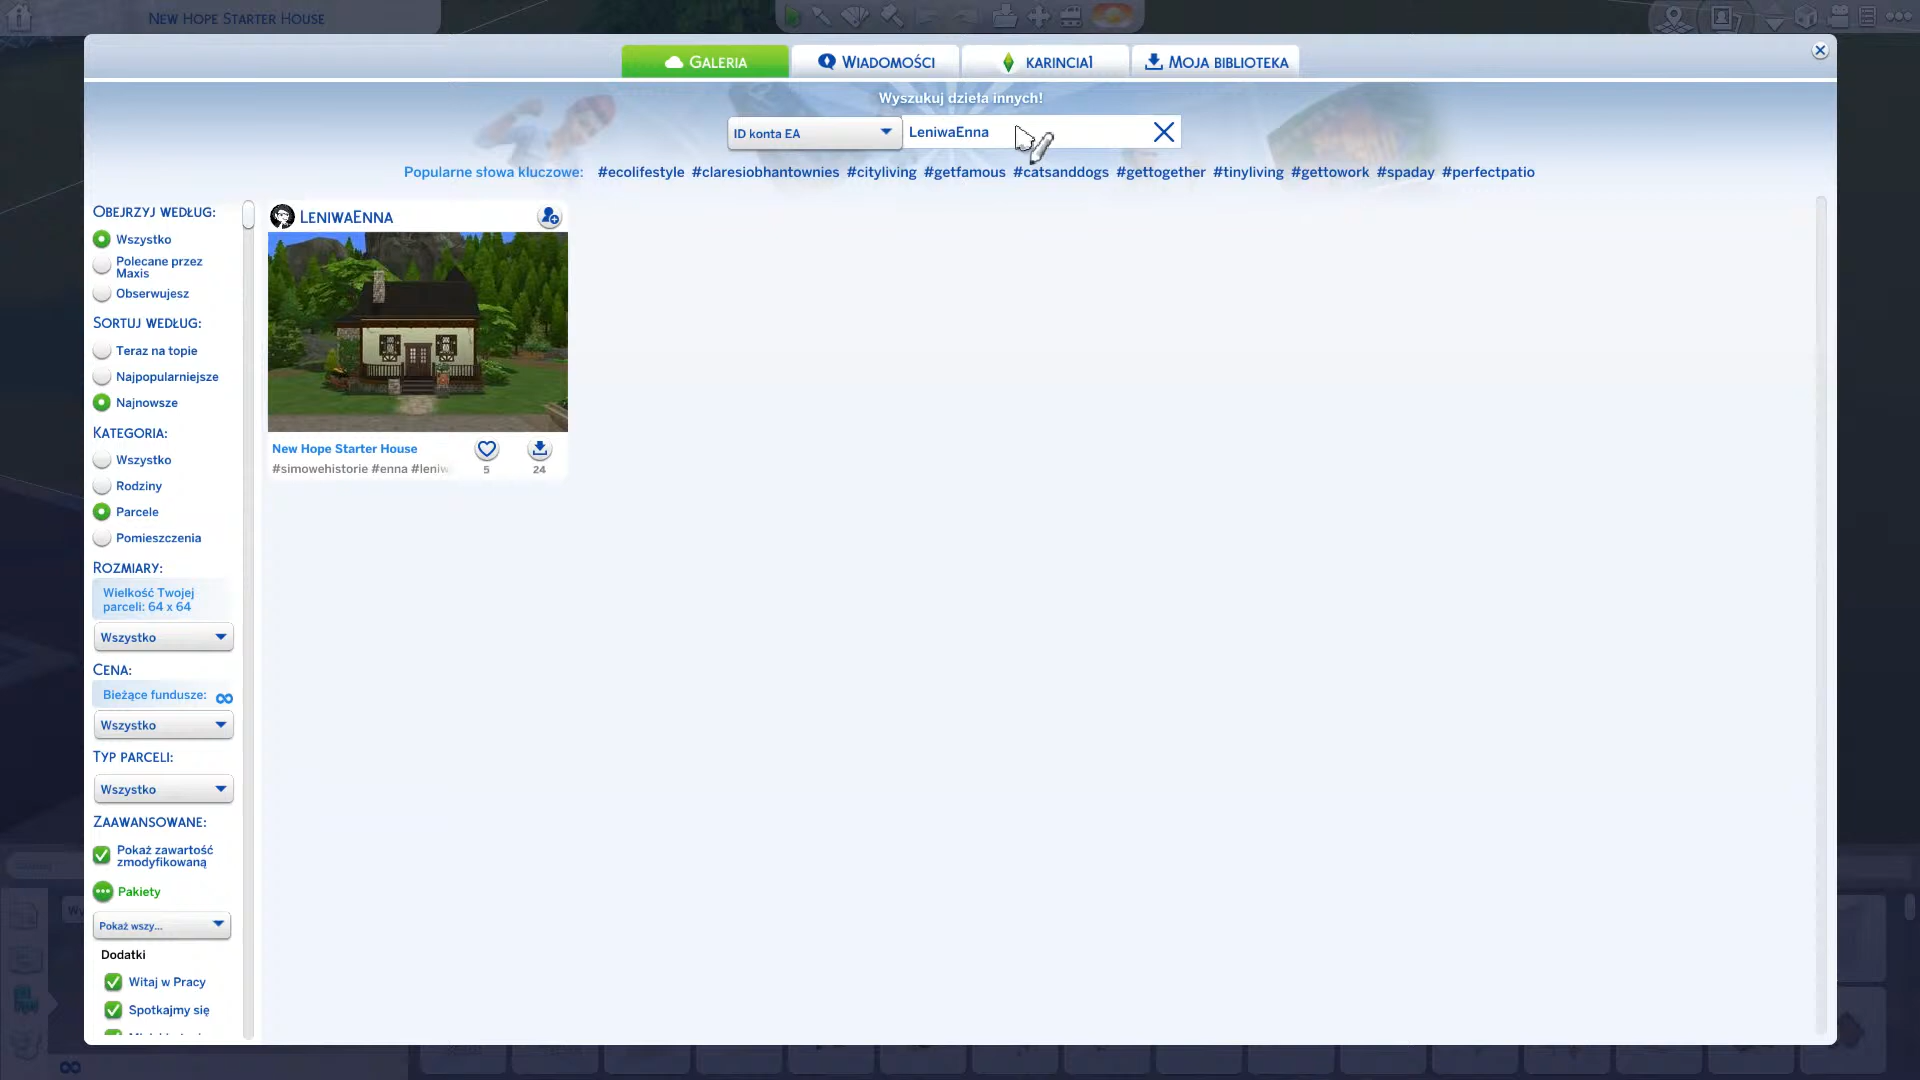 New Hope Starter House
Galeria
Wiadomości
KARINCIA1
Moja biblioteka
Wyszukuj dzieła innych!
ID konta EA
LeniwaEnna
Popularne słowa kluczowe: #ecolifestyle #claresiobhantownies #cityliving #getfamous #catsanddogs #gettogether #tinyliving #gettowork #spaday #perfectpatio
Obejrzyj według:
Wszystko
Polecane przez
Maxis
Obserwujesz
Sortuj według:
Teraz na topie
Najpopularniejsze
Najnowsze
Kategoria:
Wszystko
Rodziny
Parcele
Pomieszczenia
Rozmiary:
Wielkość Twojej
parceli: 64 x 64
Wszystko
Cena:
Bieżące fundusze: ∞
Wszystko
Typ parceli:
Wszystko
Zaawansowane:
Pokaż zawartość
zmodyfikowaną
Pakiety
Pokaż wszy...
Dodatki
Witaj w Pracy
Spotkajmy się
LeniwaEnna
New Hope Starter House
#simowehistorie #enna #leniw
5
24